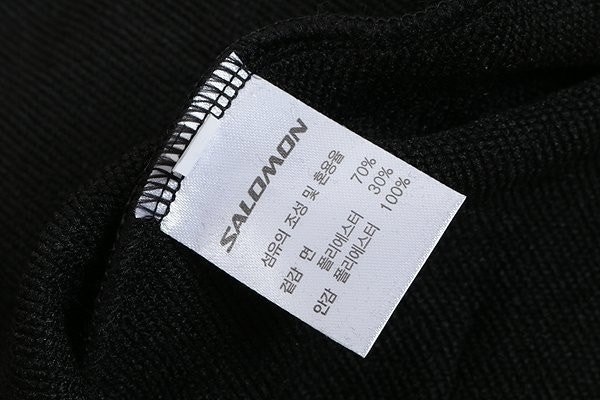 SALOMON
섬유의 조성 및 혼용율
겉감 면 70%
폴리에스터 30%
안감 폴리에스터 100%